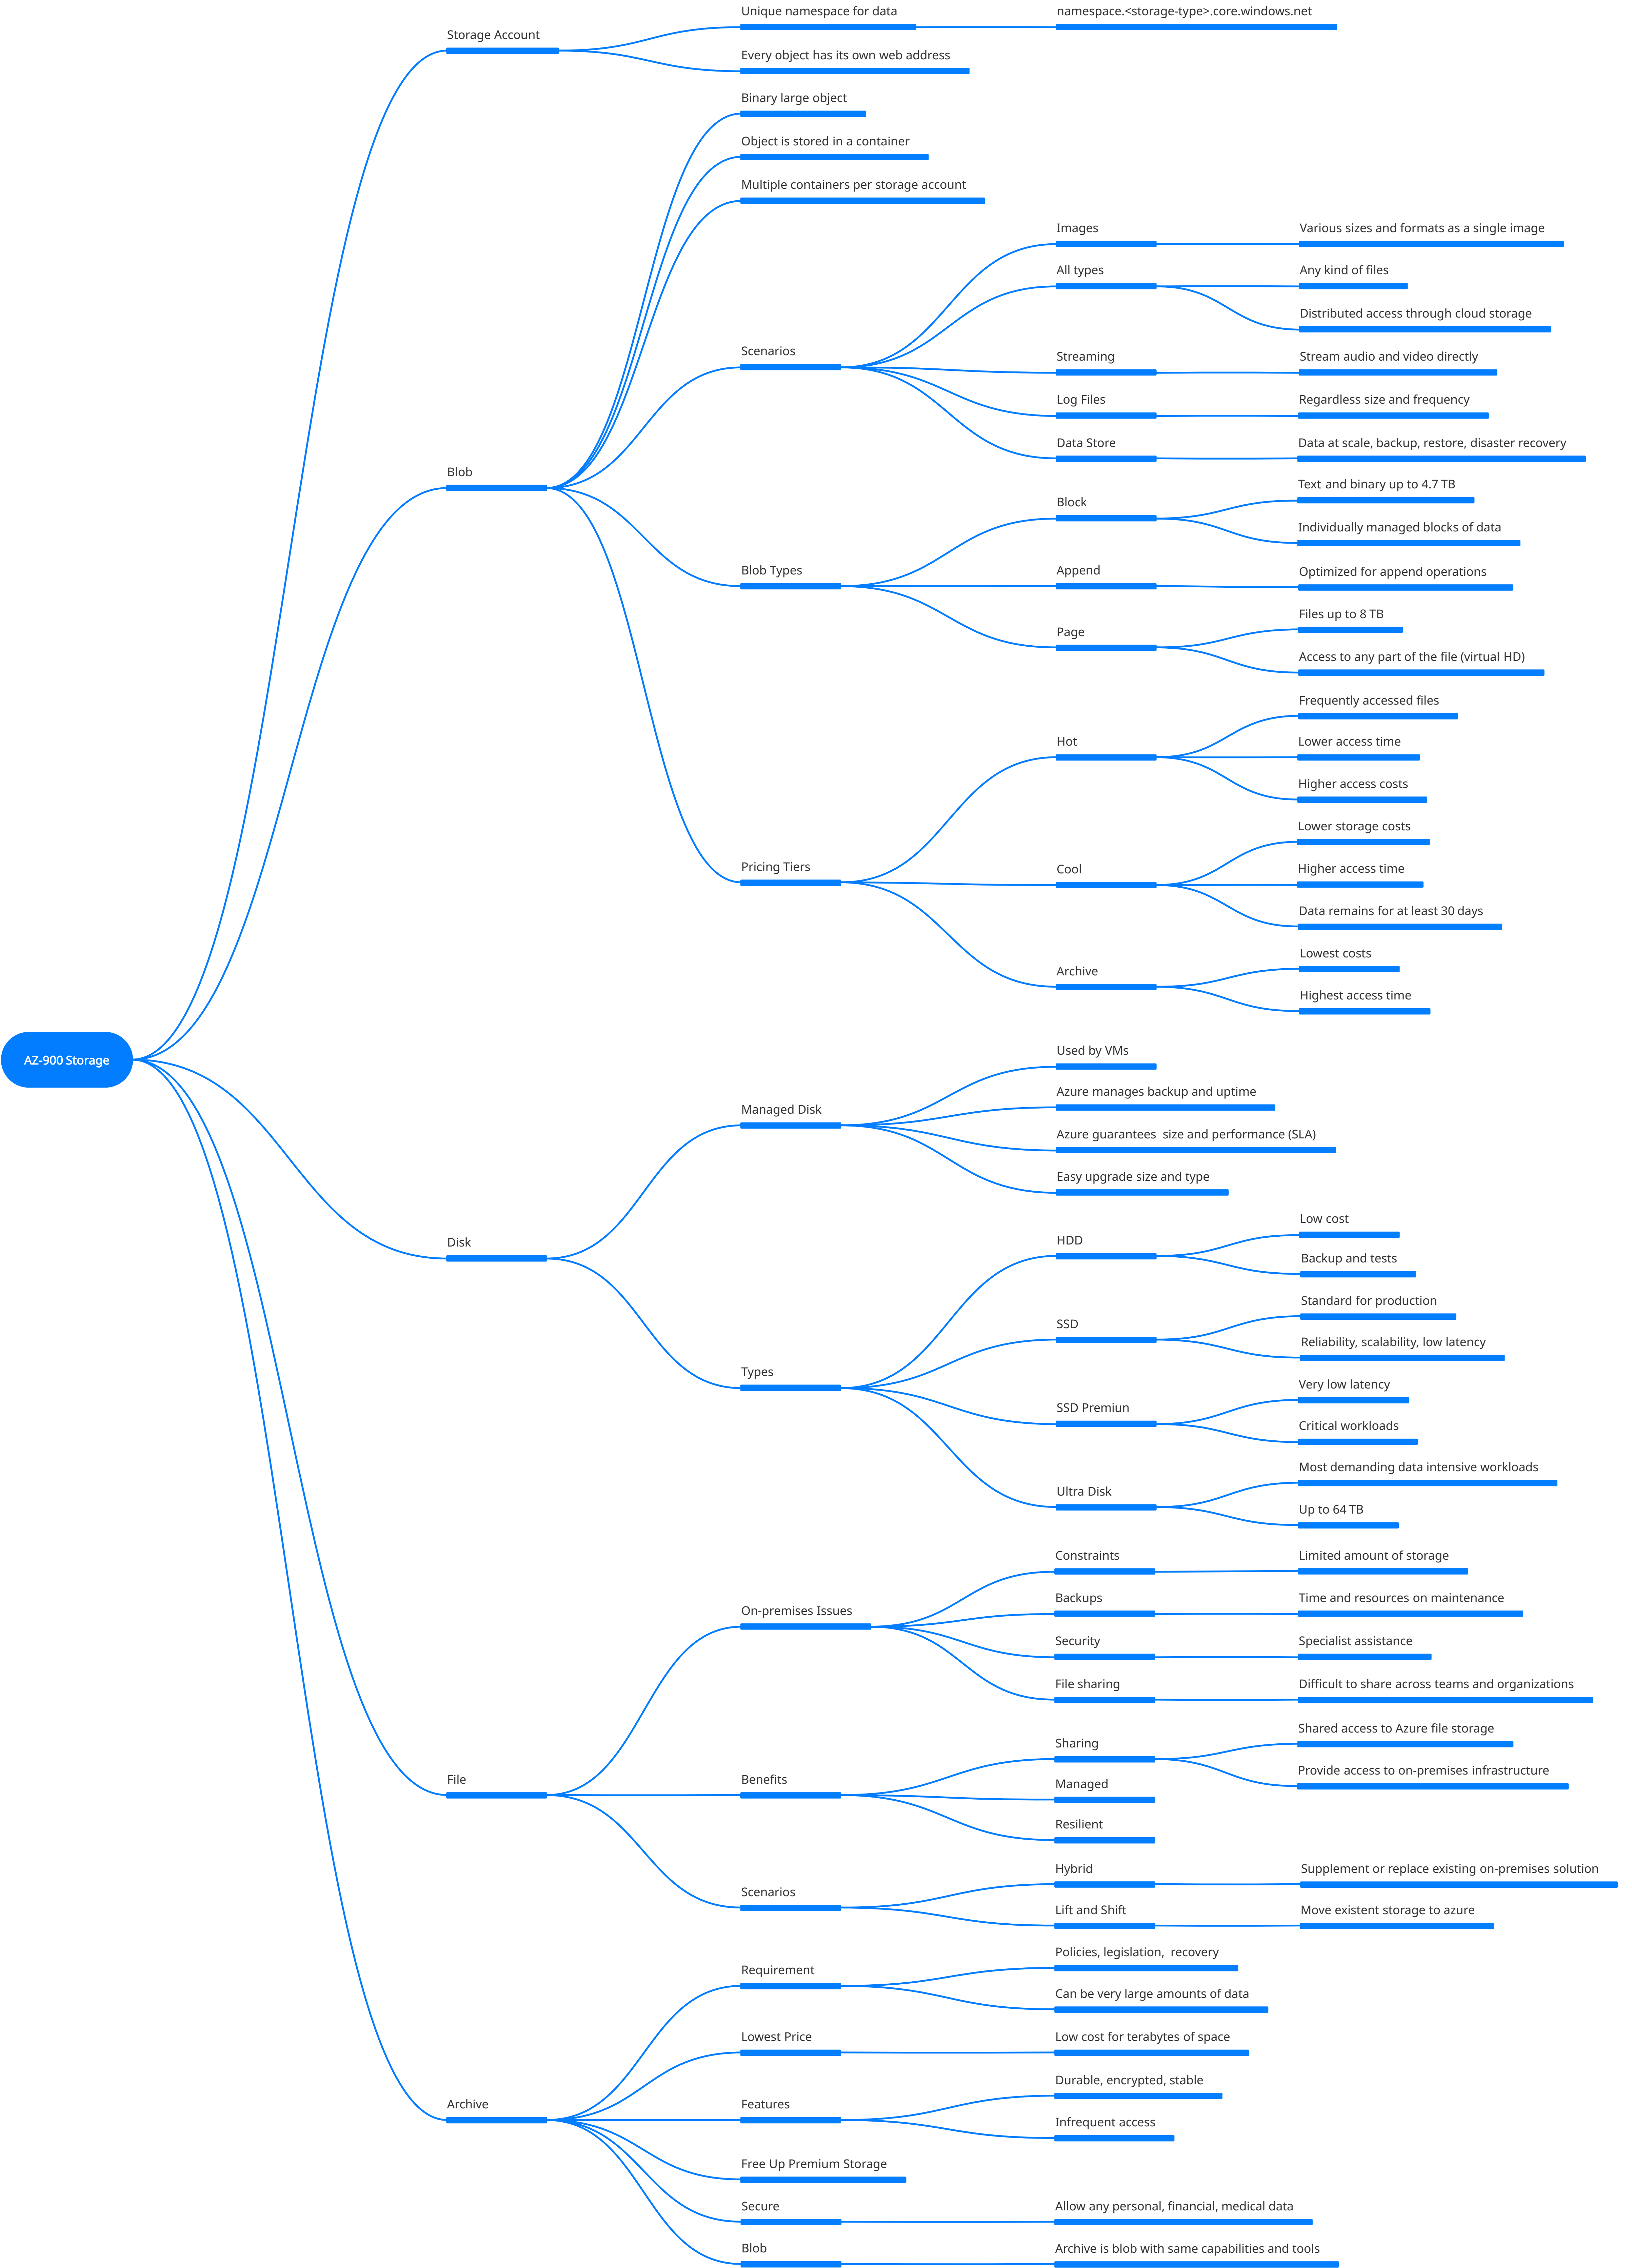 AZ-900 Storage
Storage Account
Unique namespace for data
namespace.<storage-type>.core.windows.net
Every object has its own web address
Blob
Binary large object
Object is stored in a container
Multiple containers per storage account
Scenarios
Images
Various sizes and formats as a single image
All types
Any kind of files
Distributed access through cloud storage
Streaming
Stream audio and video directly
Log Files
Regardless size and frequency
Data Store
Data at scale, backup, restore, disaster recovery
Blob Types
Block
Text and binary up to 4.7 TB
Individually managed blocks of data
Append
Optimized for append operations
Page
Files up to 8 TB
Access to any part of the file (virtual HD)
Pricing Tiers
Hot
Frequently accessed files
Lower access time
Higher access costs
Cool
Lower storage costs
Higher access time
Data remains for at least 30 days
Archive
Lowest costs
Highest access time
Disk
Managed Disk
Used by VMs
Azure manages backup and uptime
Azure guarantees  size and performance (SLA)
Easy upgrade size and type
Types
HDD
Low cost
Backup and tests
SSD
Standard for production
Reliability, scalability, low latency
SSD Premiun
Very low latency
Critical workloads
Ultra Disk
Most demanding data intensive workloads
Up to 64 TB
File
On-premises Issues
Constraints
Limited amount of storage
Backups
Time and resources on maintenance
Security
Specialist assistance
File sharing
Difficult to share across teams and organizations
Benefits
Sharing
Shared access to Azure file storage
Provide access to on-premises infrastructure
Managed
Resilient
Scenarios
Hybrid
Supplement or replace existing on-premises solution
Lift and Shift
Move existent storage to azure
Archive
Requirement
Policies, legislation,  recovery
Can be very large amounts of data
Lowest Price
Low cost for terabytes of space
Features
Durable, encrypted, stable
Infrequent access
Free Up Premium Storage
Secure
Allow any personal, financial, medical data
Blob
Archive is blob with same capabilities and tools